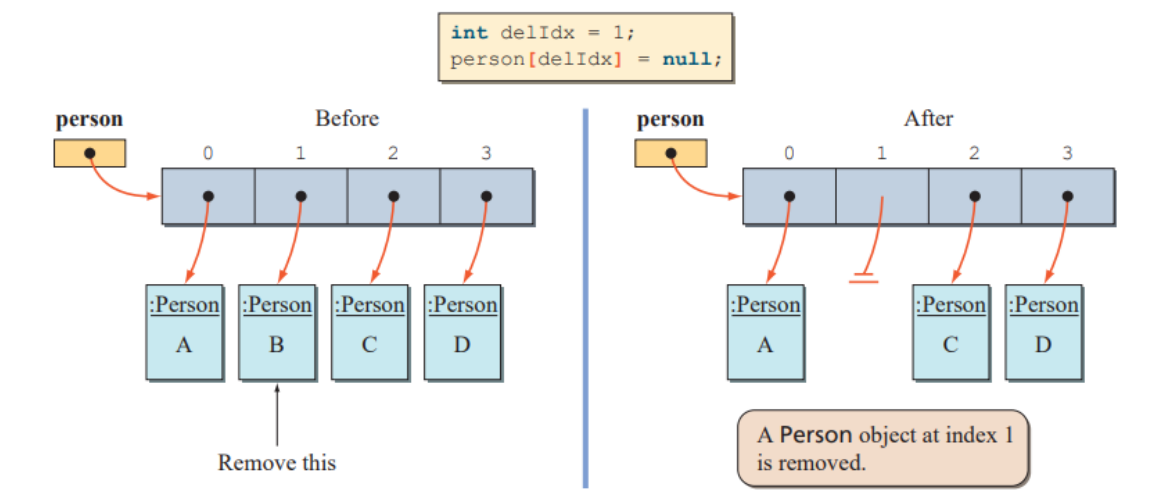 int delIdx = 1;
person[delIdx] = null;
person
Before
0 1 2 3
:Person :Person :Person :Person
A B C D
Remove this
person
After
0 1 2 3
:Person :Person :Person
A C D
A Person object at index 1
is removed.